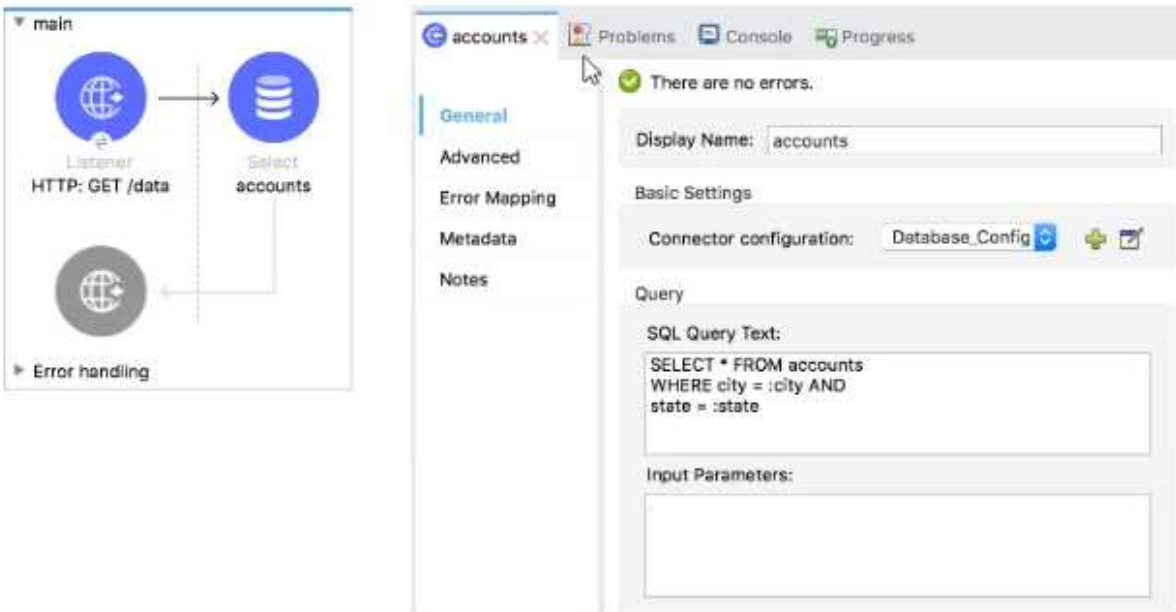 main
Listener
HTTP: GET /data
Select
accounts
Error handling
accounts
Problems
Console
Progress
There are no errors.
General
Advanced
Error Mapping
Metadata
Notes
Display Name: accounts
Basic Settings
Connector configuration: Database_Config
Query
SQL Query Text:
SELECT * FROM accounts
WHERE city = :city AND
state = :state
Input Parameters: